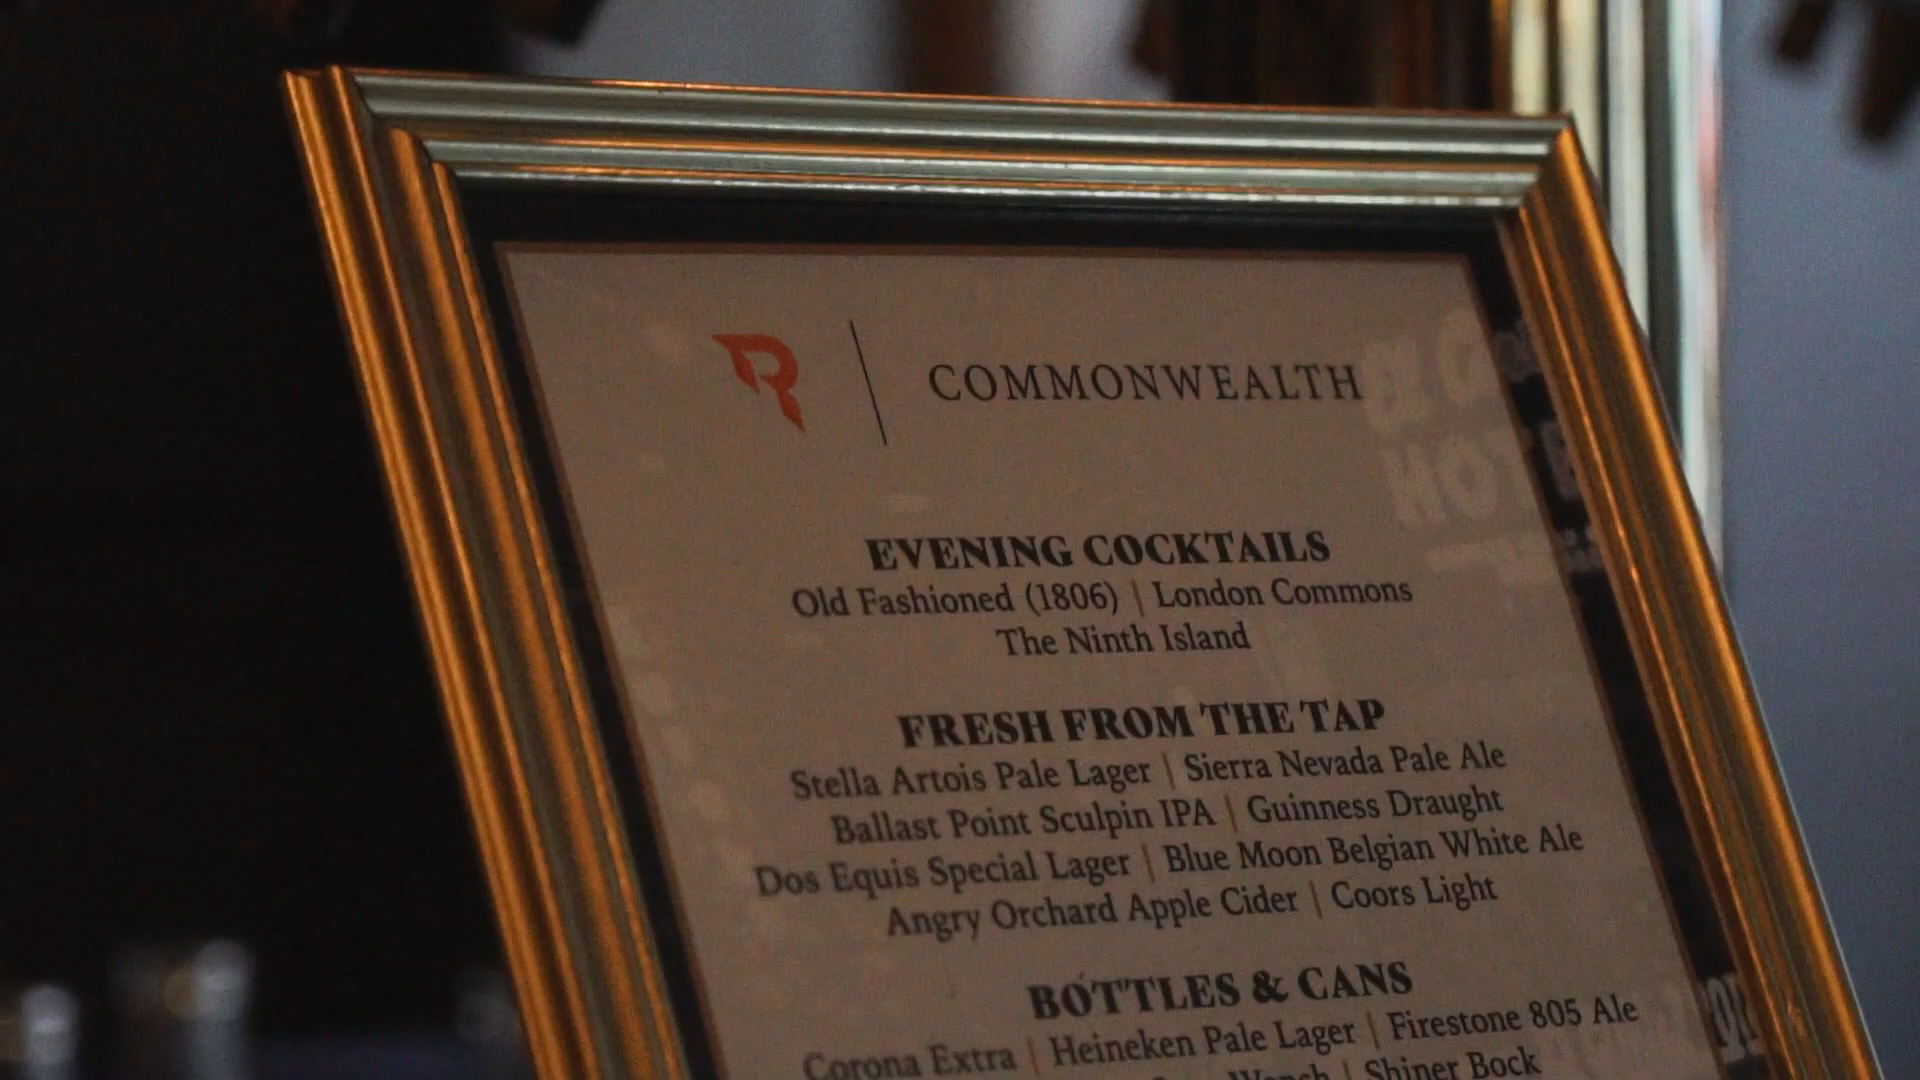 R | COMMONWEALTH
EVENING COCKTAILS
Old Fashioned (1806) | London Commons
The Ninth Island
FRESH FROM THE TAP
Stella Artois Pale Lager | Sierra Nevada Pale Ale
Ballast Point Sculpin IPA | Guinness Draught
Dos Equis Special Lager | Blue Moon Belgian White Ale
Angry Orchard Apple Cider | Coors Light
BOTTLES & CANS
Corona Extra | Heineken Pale Lager | Firestone 805 Ale
| Shiner Bock